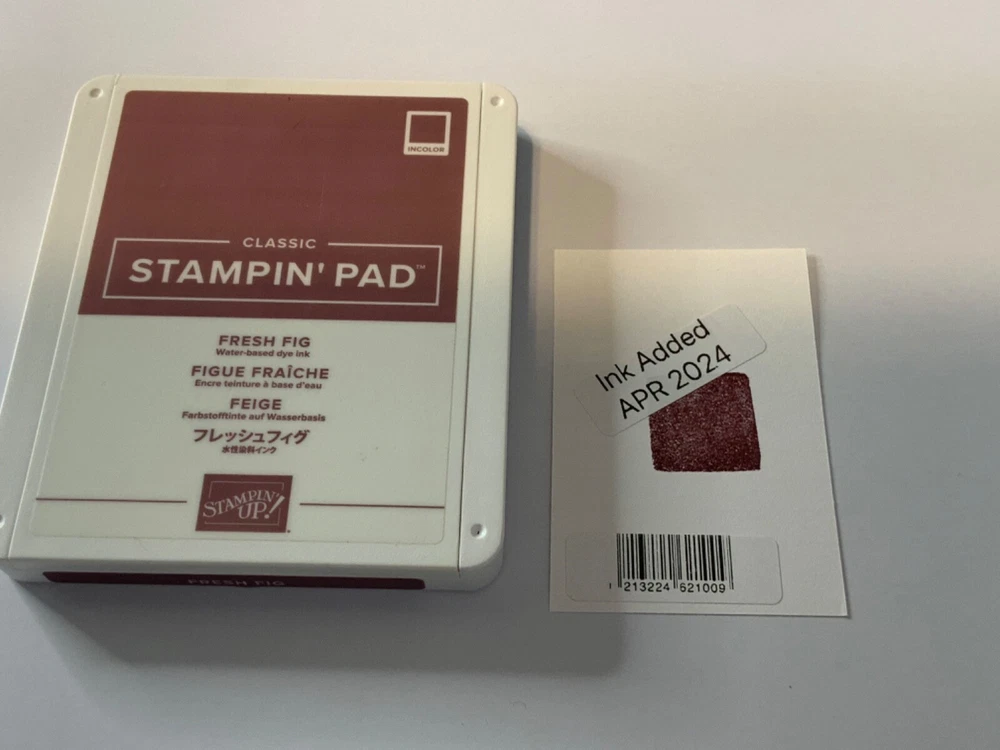 INCOLOR
CLASSIC
STAMPIN' PAD™
FRESH FIG
Water-based dye ink
FIGUE FRAÎCHE
Encre teinture à base d'eau
FEIGE
Farbstofftinte auf Wasserbasis
フレッシュフィグ
水性染料インク
STAMPIN' UP!
FRESH FIG
Ink Added
APR 2024
1 213224 621009